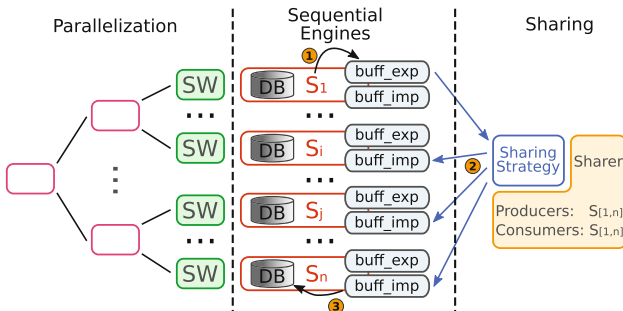 Parallelization
Sequential
Engines
Sharing
SW
...
SW
...
SW
...
SW
1
DB S1 buff_exp
buff_imp
...
DB Si buff_exp
buff_imp
...
DB Sj buff_exp
buff_imp
...
DB Sn buff_exp
buff_imp
3
2
Sharing
Strategy
Sharer
Producers: S[1,n]
Consumers: S[1,n]